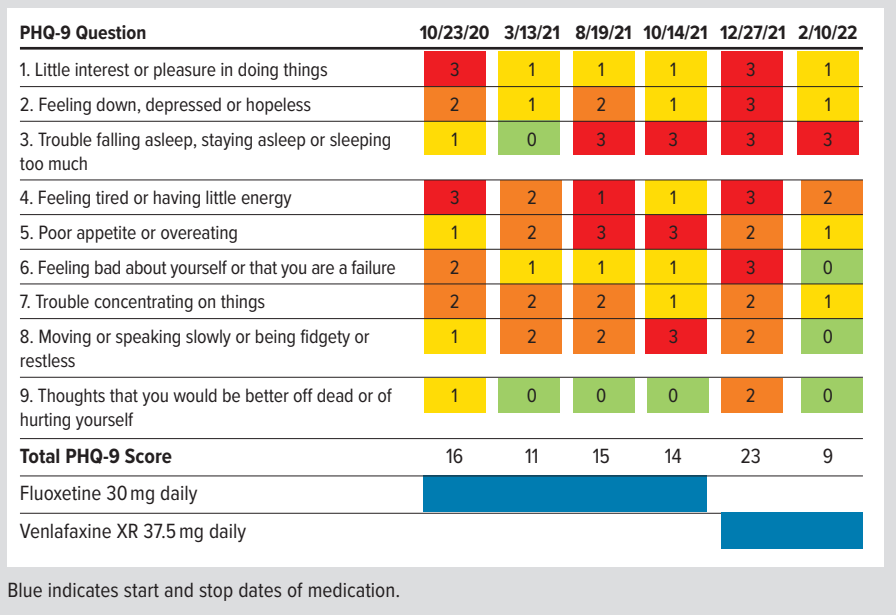 PHQ-9 Question 10/23/20 3/13/21 8/19/21 10/14/21 12/27/21 2/10/22
1. Little interest or pleasure in doing things 3 1 1 1 3 1
2. Feeling down, depressed or hopeless 2 1 2 1 3 1
3. Trouble falling asleep, staying asleep or sleeping 1 0 3 3 3 3
too much
4. Feeling tired or having little energy 3 2 1 1 3 2
5. Poor appetite or overeating 1 2 3 3 2 1
6. Feeling bad about yourself or that you are a failure 2 1 1 1 3 0
7. Trouble concentrating on things 2 2 2 1 2 1
8. Moving or speaking slowly or being fidgety or 1 2 2 3 2 0
restless
9. Thoughts that you would be better off dead or of 1 0 0 0 2 0
hurting yourself
Total PHQ-9 Score 16 11 15 14 23 9
Fluoxetine 30 mg daily
Venlafaxine XR 37.5 mg daily
Blue indicates start and stop dates of medication.